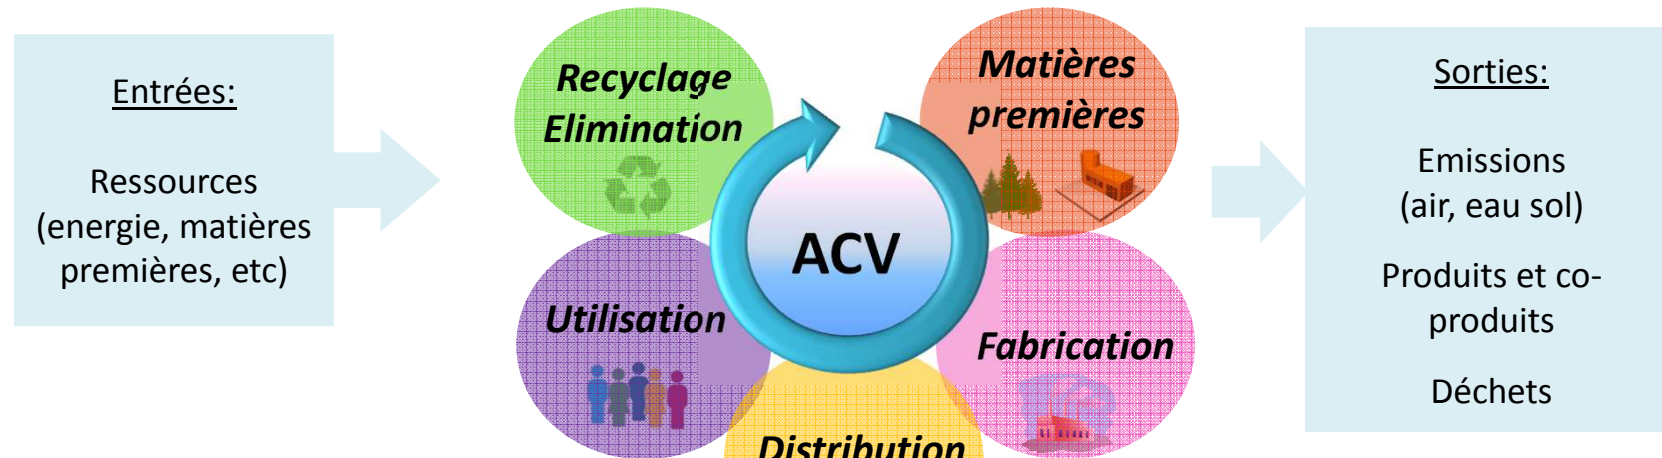 Entrées:
Ressources
(energie, matières
premières, etc)
Recyclage
Elimination
Matières
premières
ACV
Utilisation
Fabrication
Distribution
Sorties:
Emissions
(air, eau sol)
Produits et co-
produits
Déchets